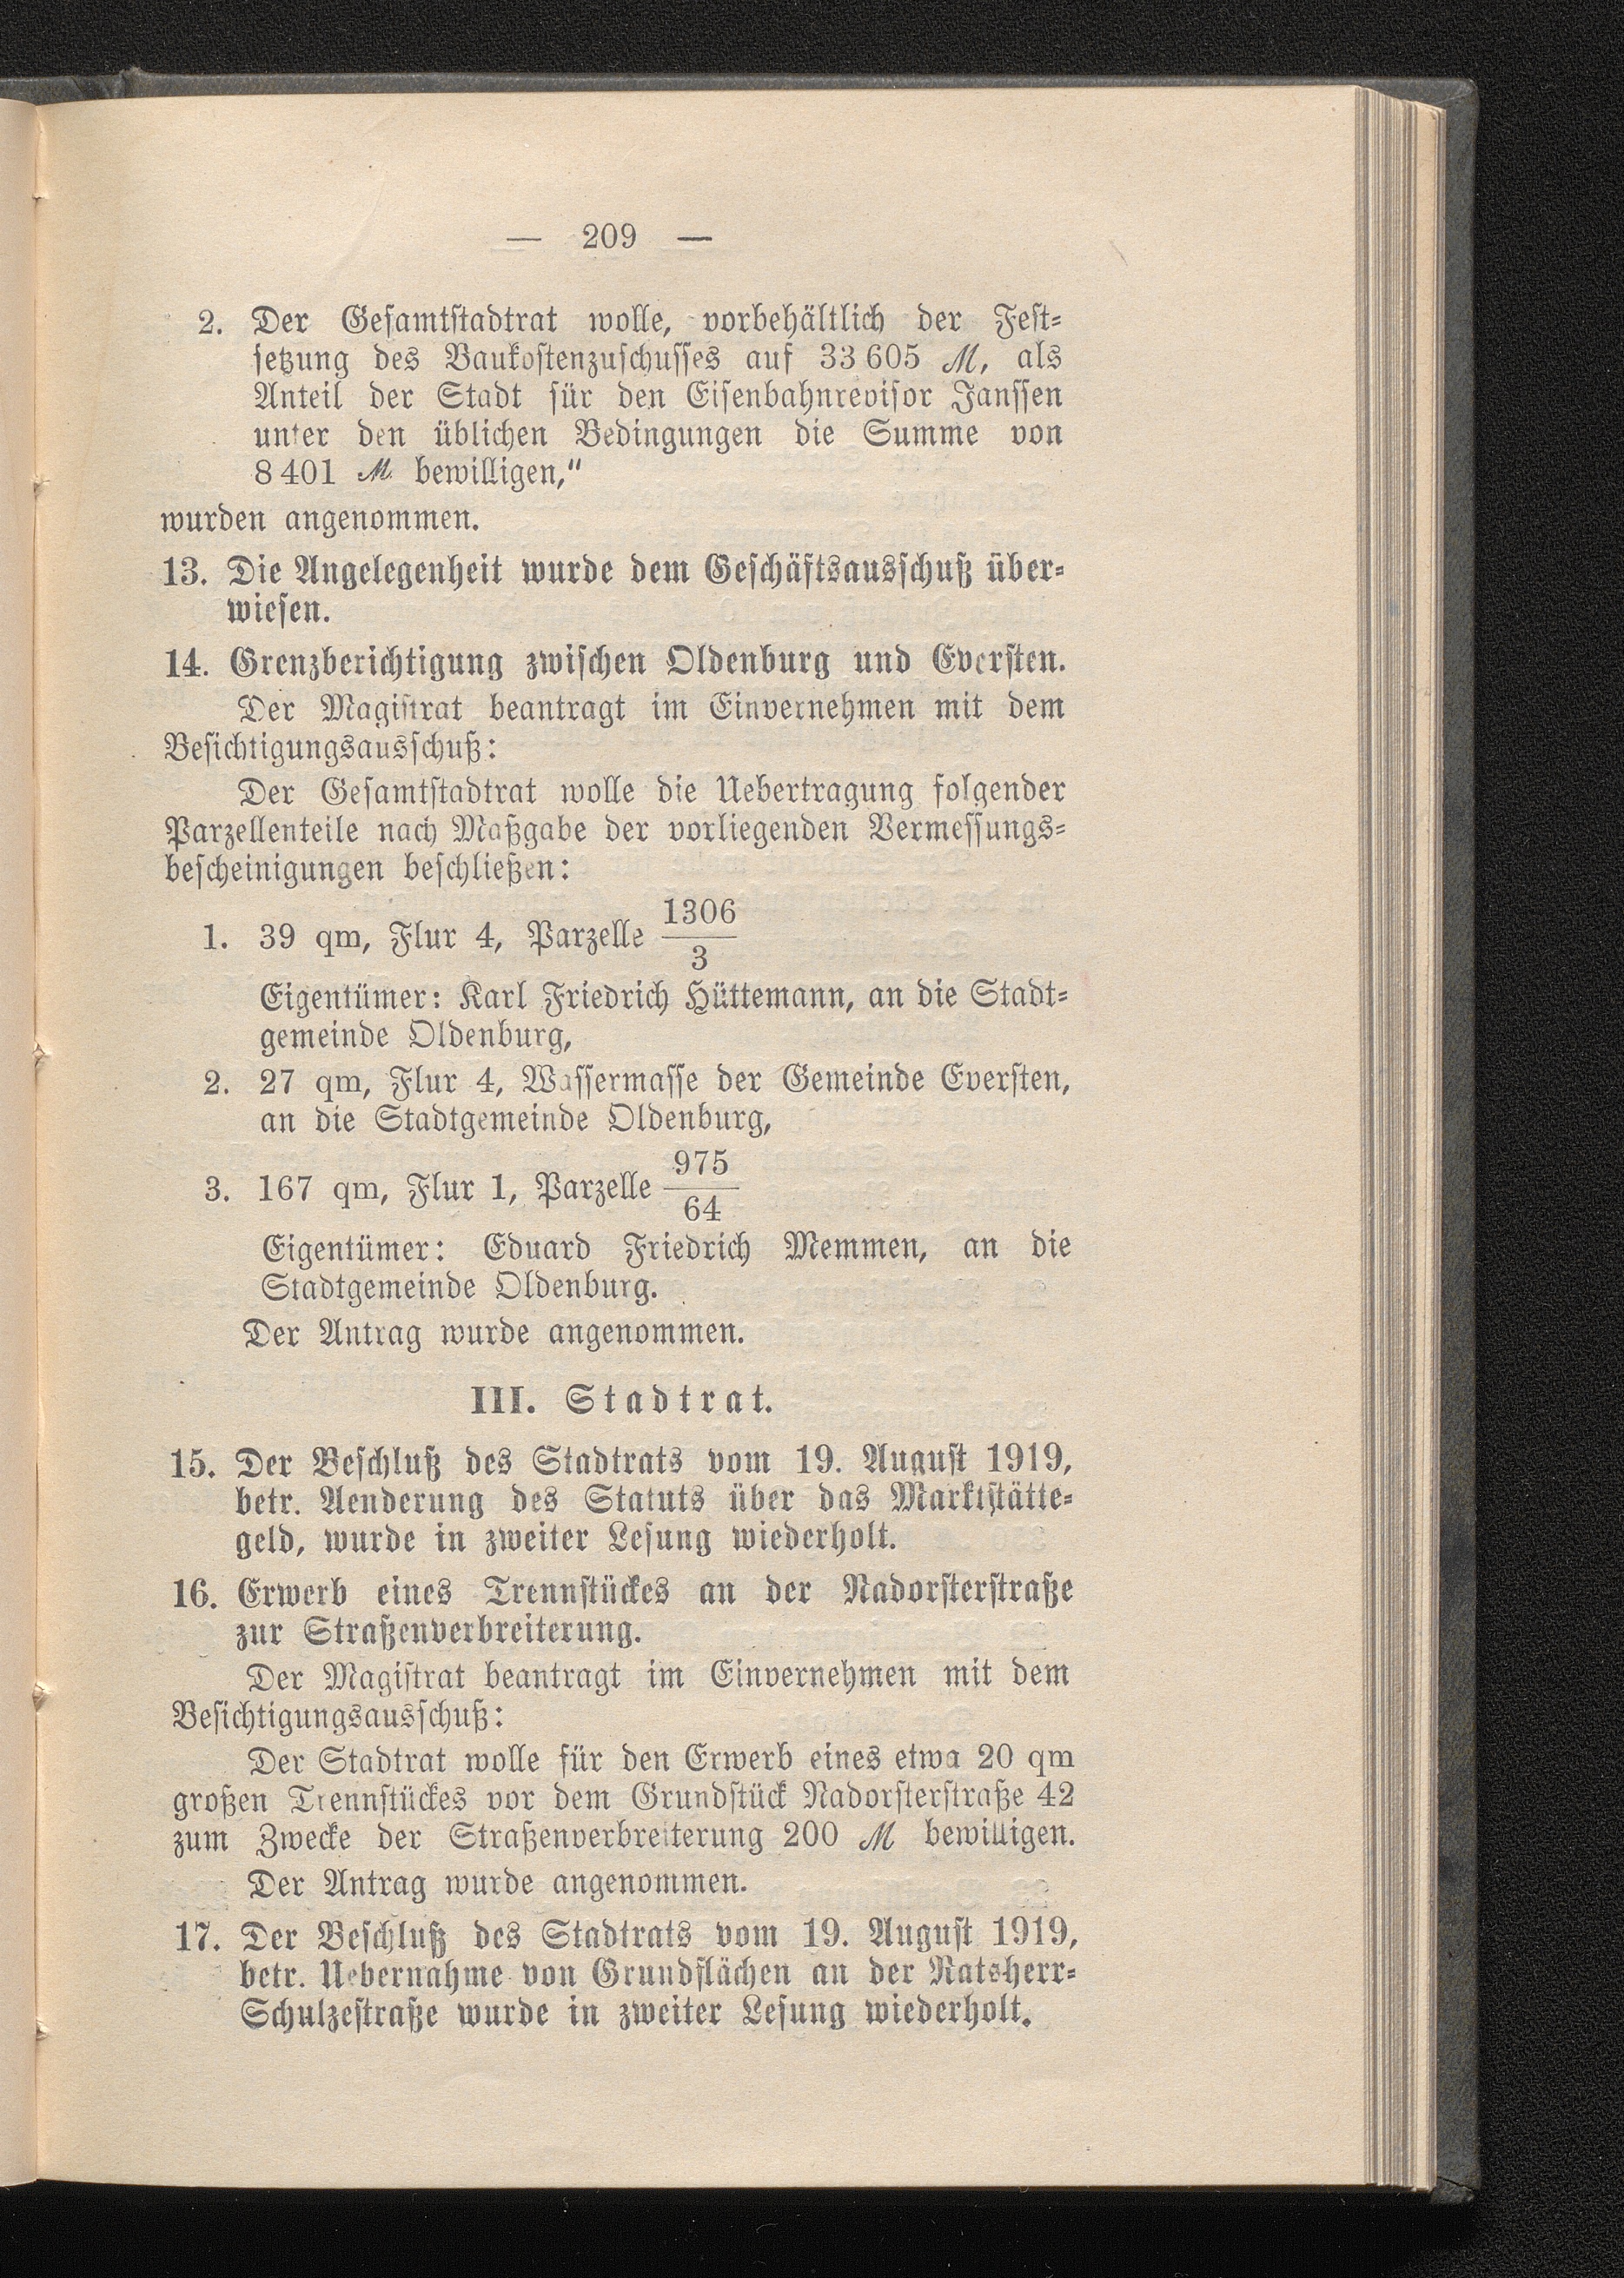 — 209 —
2. Der Gesamtstadtrat wolle, vorbehältlich der Fest-
setzung des Baukostenzuschusses auf 33 605 ℳ, als
Anteil der Stadt für den Eisenbahnrevisor Janssen
unter den üblichen Bedingungen die Summe von
8 401 ℳ bewilligen,"
wurden angenommen.
13. Die Angelegenheit wurde dem Geschäftsausschuß über-
wiesen.
14. Grenzberichtigung zwischen Oldenburg und Eversten.
Der Magistrat beantragt im Einvernehmen mit dem
Besichtigungsausschuß:
Der Gesamtstadtrat wolle die Uebertragung folgender
Parzellenteile nach Maßgabe der vorliegenden Vermessungs-
bescheinigungen beschließen:
1. 39 qm, Flur 4, Parzelle 1306/3
Eigentümer: Karl Friedrich Hüttemann, an die Stadt-
gemeinde Oldenburg,
2. 27 qm, Flur 4, Wassermasse der Gemeinde Eversten,
an die Stadtgemeinde Oldenburg,
3. 167 qm, Flur 1, Parzelle 975/64
Eigentümer: Eduard Friedrich Memmen, an die
Stadtgemeinde Oldenburg.
Der Antrag wurde angenommen.
III. Stadtrat.
15. Der Beschluß des Stadtrats vom 19. August 1919,
betr. Aenderung des Statuts über das Marktstätte-
geld, wurde in zweiter Lesung wiederholt.
16. Erwerb eines Trennstückes an der Nadorsterstraße
zur Straßenverbreiterung.
Der Magistrat beantragt im Einvernehmen mit dem
Besichtigungsausschuß:
Der Stadtrat wolle für den Erwerb eines etwa 20 qm
großen Trennstückes vor dem Grundstück Nadorsterstraße 42
zum Zwecke der Straßenverbreiterung 200 ℳ bewilligen.
Der Antrag wurde angenommen.
17. Der Beschluß des Stadtrats vom 19. August 1919,
betr. Uebernahme von Grundflächen an der Ratsherr-
Schulzestraße wurde in zweiter Lesung wiederholt.